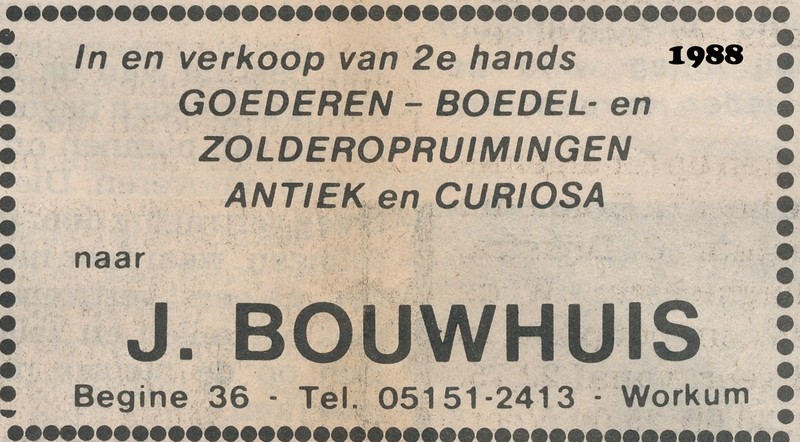 In en verkoop van 2e hands
1988
GOEDEREN – BOEDEL- en
ZOLDEROPRUIMINGEN
ANTIEK en CURIOSA
naar
J. BOUWHUIS
Begine 36 - Tel. 05151-2413 - Workum